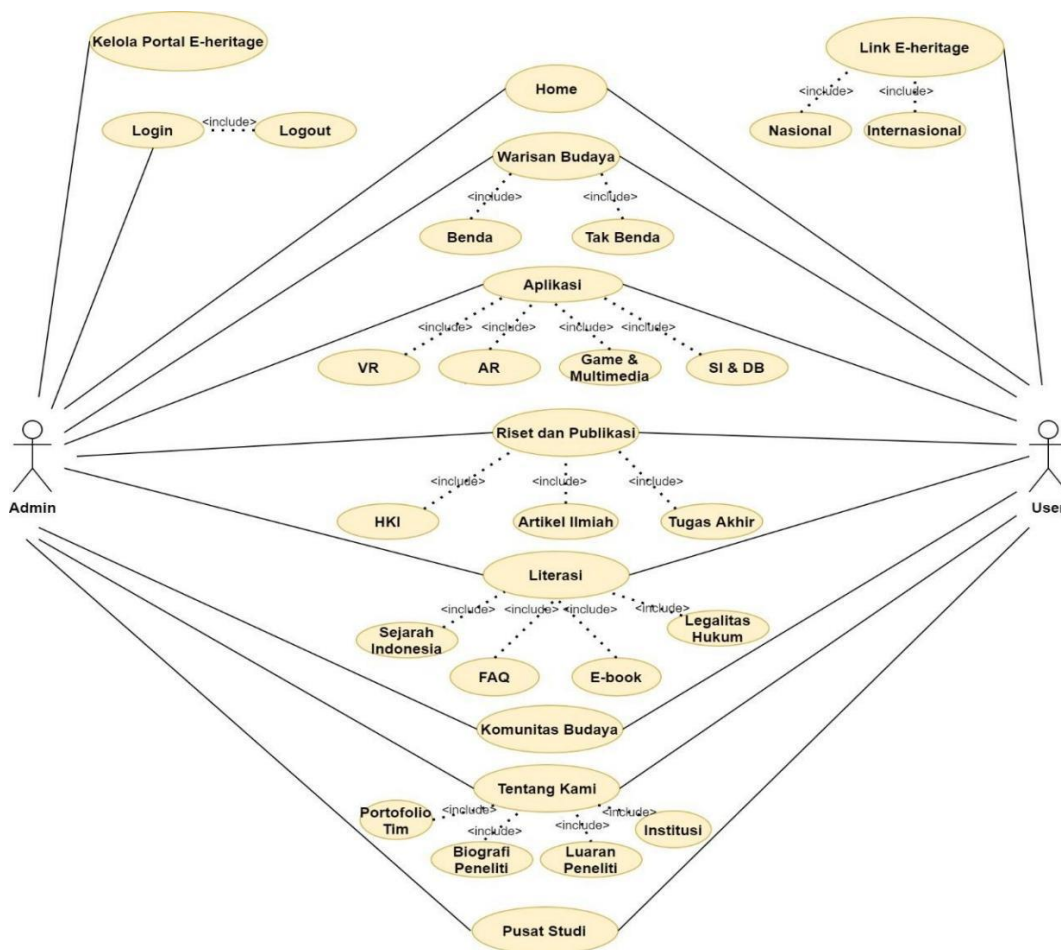 Kelola Portal E-heritage
Link E-heritage
<include>
<include>
Nasional
Internasional
Login
<include>
Logout
Home
Warisan Budaya
<include>
<include>
Benda
Tak Benda
Aplikasi
<include>
<include>
<include>
<include>
VR
AR
Game &
Multimedia
SI & DB
Riset dan Publikasi
<include>
<include>
<include>
HKI
Artikel Ilmiah
Tugas Akhir
Admin
User
Literasi
<include>
<include>
<include>
<include>
Sejarah
Indonesia
FAQ
E-book
Legalitas
Hukum
Komunitas Budaya
Tentang Kami
<include>
<include>
<include>
<include>
Portofolio
Tim
Biografi
Peneliti
Luaran
Peneliti
Institusi
Pusat Studi